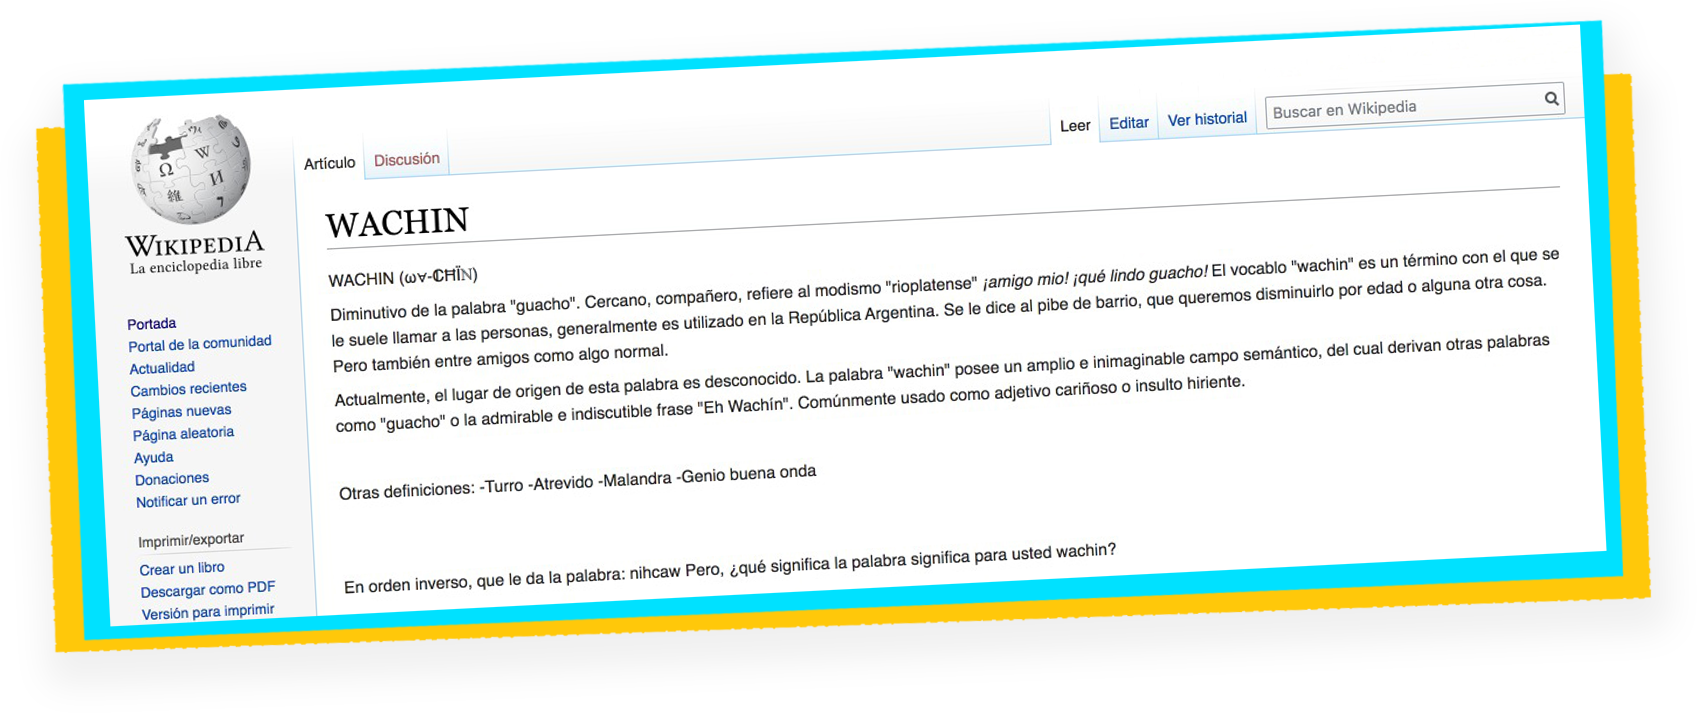 WIKIPEDIA
La enciclopedia libre
Portada
Portal de la comunidad
Actualidad
Cambios recientes
Páginas nuevas
Página aleatoria
Ayuda
Donaciones
Notificar un error
Imprimir/exportar
Crear un libro
Descargar como PDF
Versión para imprimir
Artículo
Discusión
Leer
Editar
Ver historial
Buscar en Wikipedia
WACHIN
WACHIN (ω∀-ȻĦÏℕ)
Diminutivo de la palabra "guacho". Cercano, compañero, refiere al modismo "rioplatense" ¡amigo mio! ¡qué lindo guacho! El vocablo "wachin" es un término con el que se
le suele llamar a las personas, generalmente es utilizado en la República Argentina. Se le dice al pibe de barrio, que queremos disminuirlo por edad o alguna otra cosa.
Pero también entre amigos como algo normal.
Actualmente, el lugar de origen de esta palabra es desconocido. La palabra "wachin" posee un amplio e inimaginable campo semántico, del cual derivan otras palabras
como "guacho" o la admirable e indiscutible frase "Eh Wachín". Comúnmente usado como adjetivo cariñoso o insulto hiriente.
Otras definiciones: -Turro -Atrevido -Malandra -Genio buena onda
En orden inverso, que le da la palabra: nihcaw Pero, ¿qué significa la palabra significa para usted wachin?